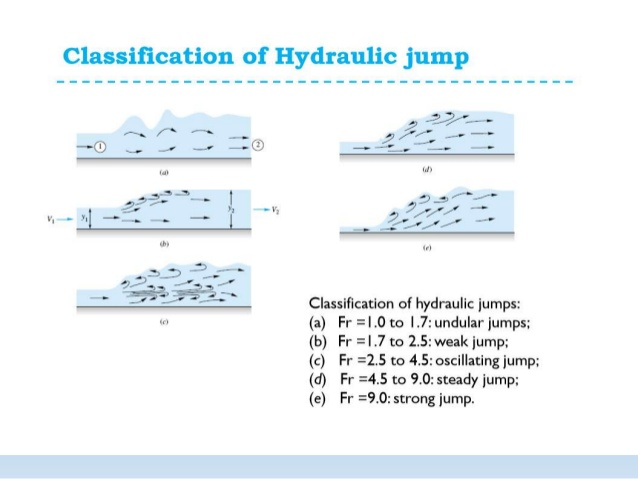 Classification of Hydraulic jump
1
2
(a)
(d)
V1
y1
y2
V2
(b)
(e)
(c)
Classification of hydraulic jumps:
(a) Fr =1.0 to 1.7: undular jumps;
(b) Fr =1.7 to 2.5: weak jump;
(c) Fr =2.5 to 4.5: oscillating jump;
(d) Fr =4.5 to 9.0: steady jump;
(e) Fr =9.0: strong jump.